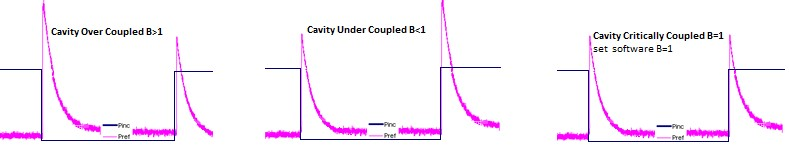 Cavity Over Coupled B>1
Pinc
Pref
Cavity Under Coupled B<1
Pinc
Pref
Cavity Critically Coupled B=1
set software B=1
Pinc
Pref